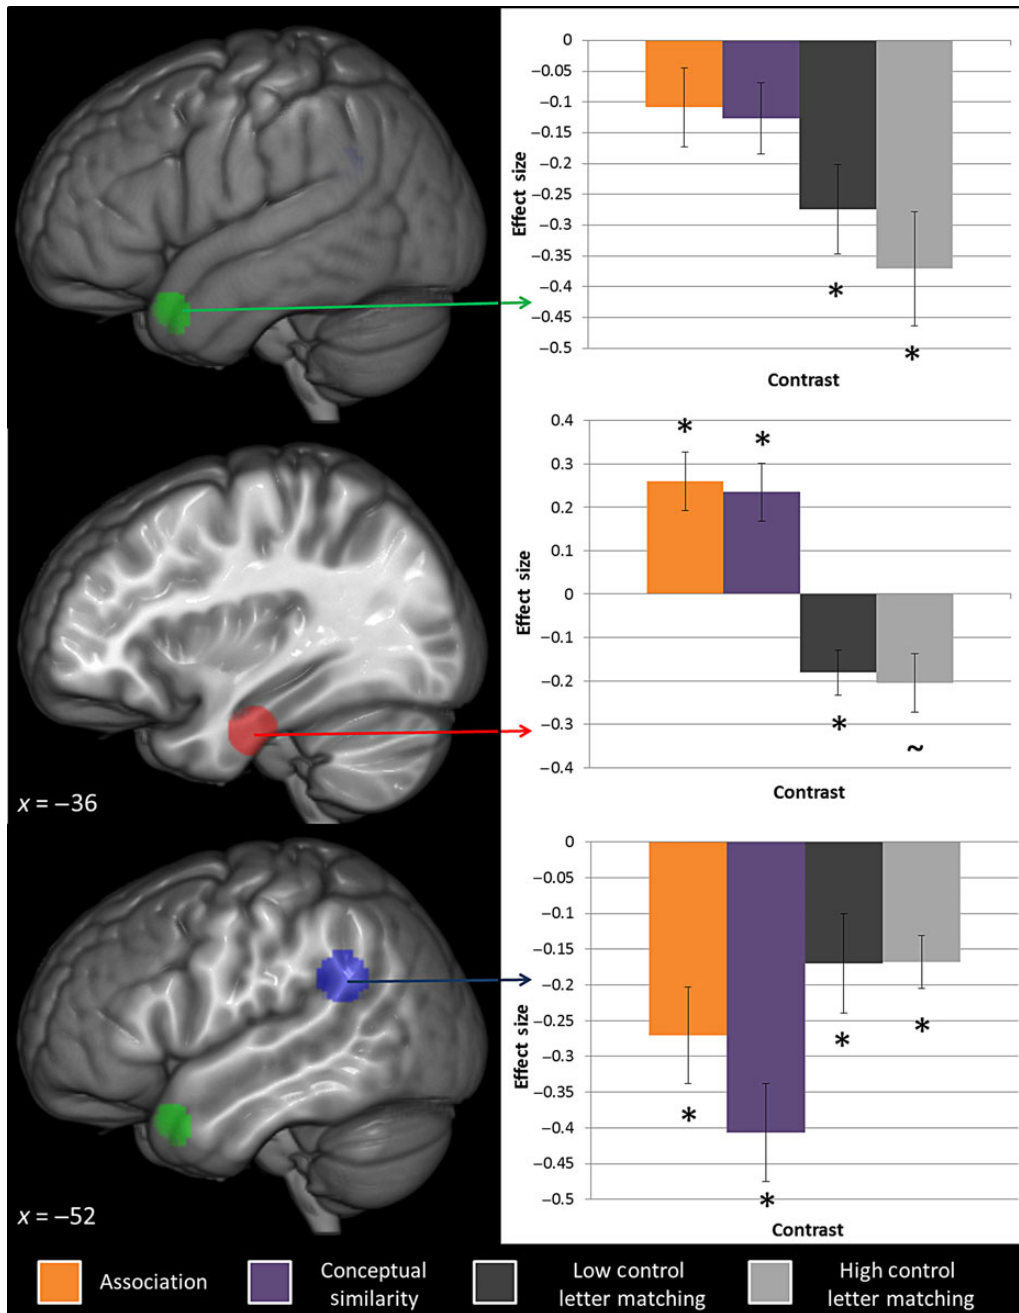 0
−0.05
−0.1
−0.15
−0.2
−0.25
−0.3
−0.35
−0.4
−0.45
−0.5
Effect size
*
*
Contrast
0.4
0.3
0.2
0.1
0
−0.1
−0.2
−0.3
−0.4
Effect size
*
*
*
~
Contrast
x = −36
0
−0.05
−0.1
−0.15
−0.2
−0.25
−0.3
−0.35
−0.4
−0.45
−0.5
Effect size
*
*
*
*
Contrast
x = −52
Association
Conceptual
similarity
Low control
letter matching
High control
letter matching